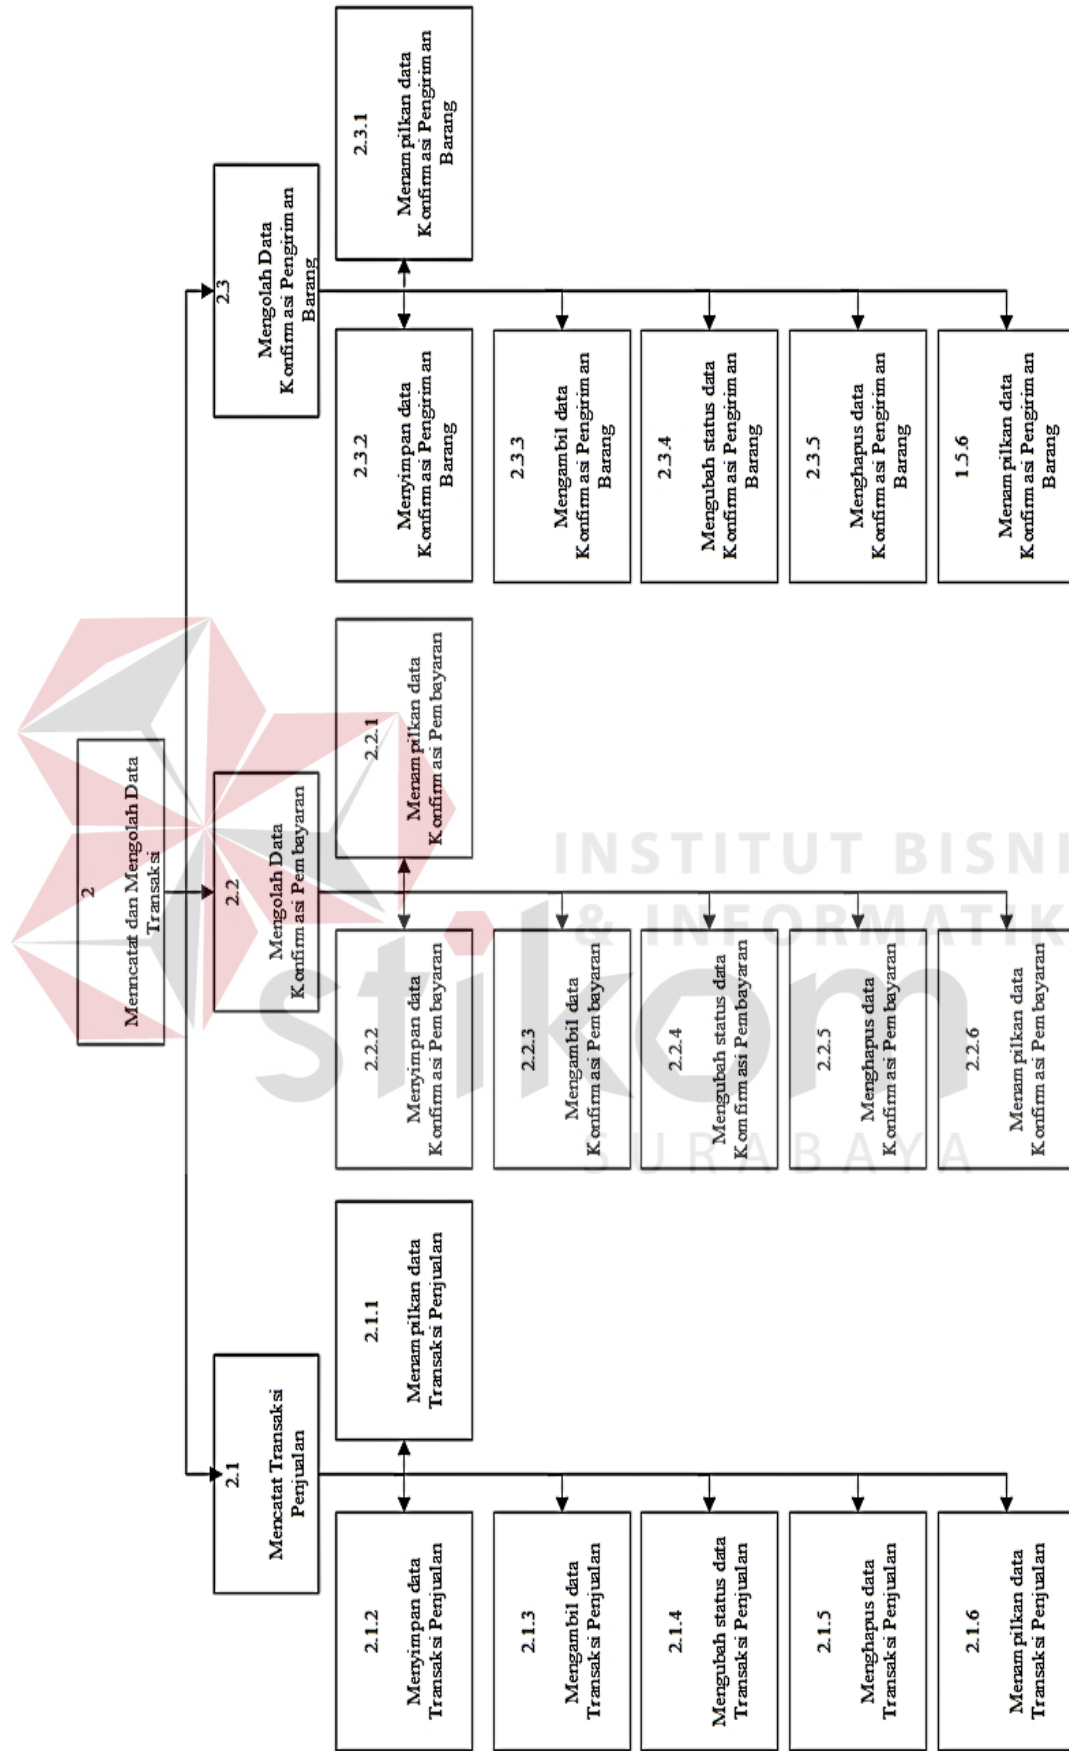 2
Menncatat dan Mengolah Data
Transaksi
2.1
Mencatat Transaksi
Penjualan
2.2
Mengolah Data
Konfirmasi Pembayaran
2.3
Mengolah Data
Konfirmasi Pengiriman
Barang
2.1.2
Menyimpan data
Transaksi Penjualan
2.1.1
Menampilkan data
Transaksi Penjualan
2.1.3
Mengambil data
Transaksi Penjualan
2.1.4
Mengubah status data
Transaksi Penjualan
2.1.5
Menghapus data
Transaksi Penjualan
2.1.6
Menampilkan data
Transaksi Penjualan
2.2.2
Menyimpan data
Konfirmasi Pembayaran
2.2.1
Menampilkan data
Konfirmasi Pembayaran
2.2.3
Mengambil data
Konfirmasi Pembayaran
2.2.4
Mengubah status data
Komfirmasi Pembayaran
2.2.5
Menghapus data
Konfirmasi Pembayaran
2.2.6
Menampilkan data
Konfirmasi Pembayaran
2.3.2
Menyimpan data
Konfirmasi Pengiriman
Barang
2.3.1
Menampilkan data
Konfirmasi Pengiriman
Barang
2.3.3
Mengambil data
Konfirmasi Pengiriman
Barang
2.3.4
Mengubah status data
Konfirmasi Pengiriman
Barang
2.3.5
Menghapus data
Konfirmasi Pengiriman
Barang
1.5.6
Menampilkan data
Konfirmasi Pengiriman
Barang
INSTITUT BISNI
& INFORMATIK
stikom
SURABAYA